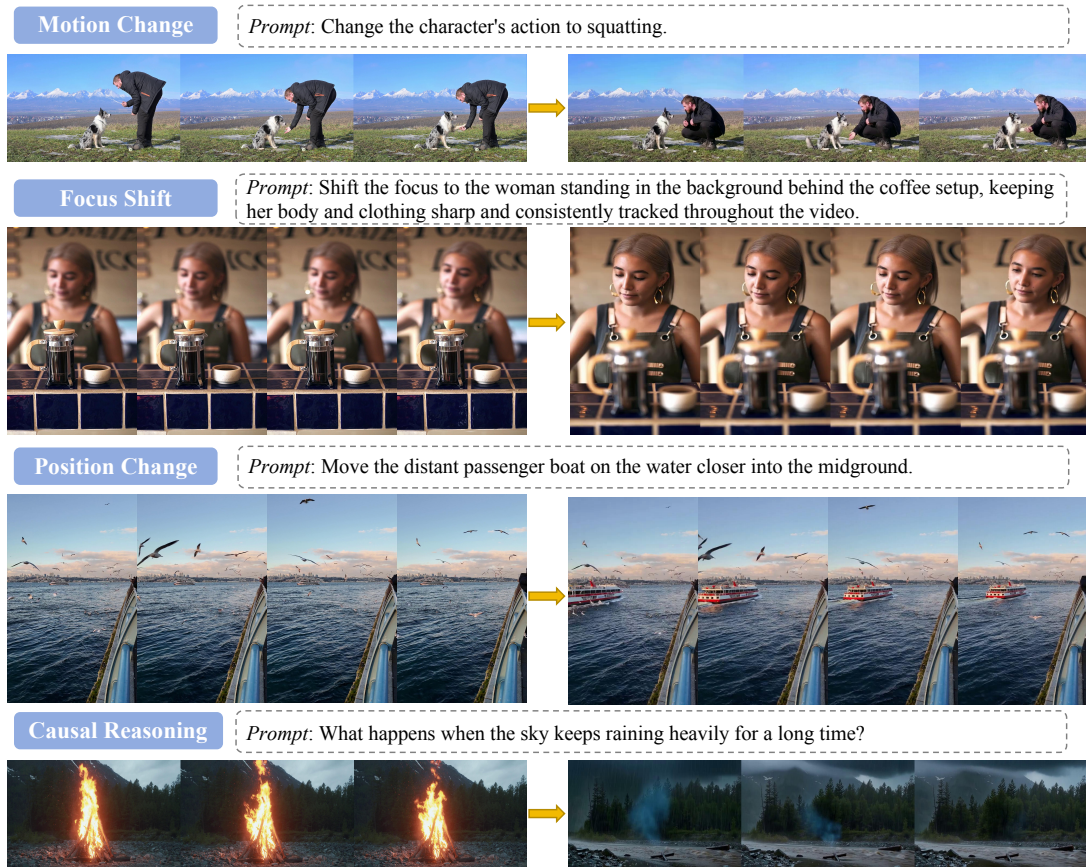 Motion Change
Prompt: Change the character's action to squatting.
Focus Shift
Prompt: Shift the focus to the woman standing in the background behind the coffee setup, keeping
her body and clothing sharp and consistently tracked throughout the video.
Position Change
Prompt: Move the distant passenger boat on the water closer into the midground.
Causal Reasoning
Prompt: What happens when the sky keeps raining heavily for a long time?